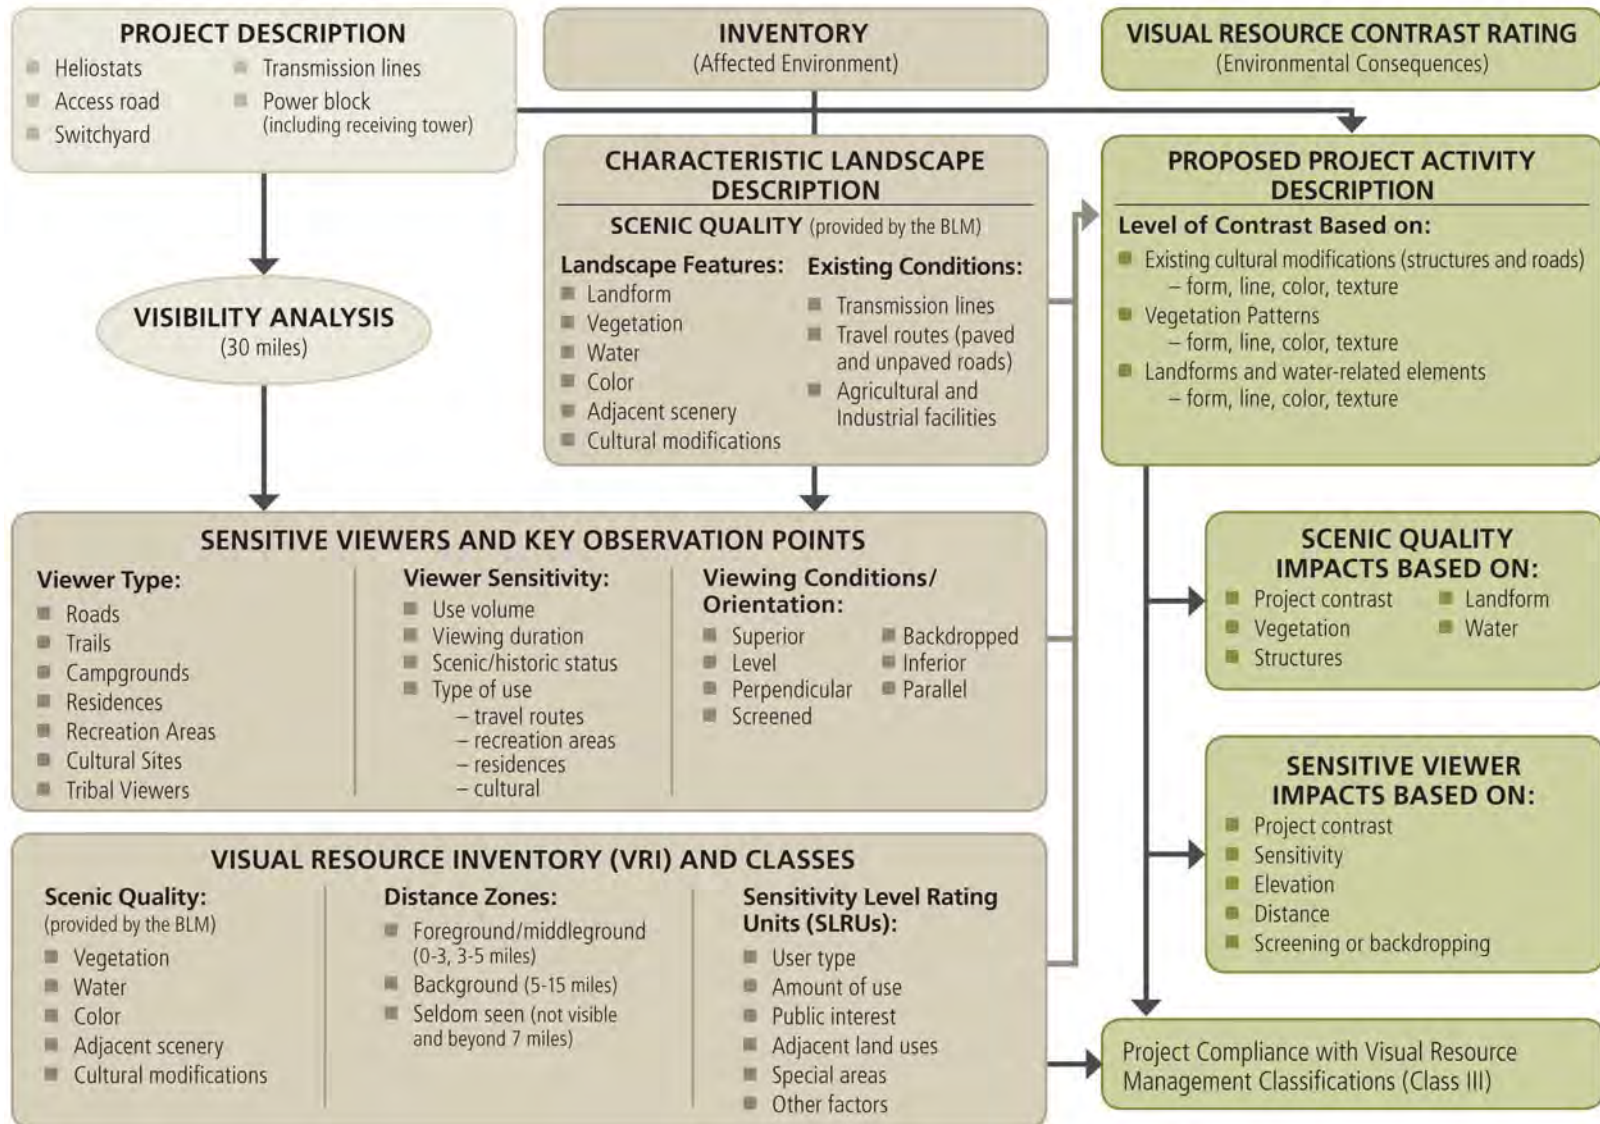 PROJECT DESCRIPTION
Heliostats
Access road
Switchyard
Transmission lines
Power block
(including receiving tower)
INVENTORY
(Affected Environment)
VISUAL RESOURCE CONTRAST RATING
(Environmental Consequences)
VISIBILITY ANALYSIS
(30 miles)
CHARACTERISTIC LANDSCAPE
DESCRIPTION
SCENIC QUALITY (provided by the BLM)
Landscape Features:
Landform
Vegetation
Water
Color
Adjacent scenery
Cultural modifications
Existing Conditions:
Transmission lines
Travel routes (paved
and unpaved roads)
Agricultural and
Industrial facilities
PROPOSED PROJECT ACTIVITY
DESCRIPTION
Level of Contrast Based on:
Existing cultural modifications (structures and roads)
– form, line, color, texture
Vegetation Patterns
– form, line, color, texture
Landforms and water-related elements
– form, line, color, texture
SENSITIVE VIEWERS AND KEY OBSERVATION POINTS
Viewer Type:
Roads
Trails
Campgrounds
Residences
Recreation Areas
Cultural Sites
Tribal Viewers
Viewer Sensitivity:
Use volume
Viewing duration
Scenic/historic status
Type of use
– travel routes
– recreation areas
– residences
– cultural
Viewing Conditions/
Orientation:
Superior
Level
Perpendicular
Screened
Backdropped
Inferior
Parallel
SCENIC QUALITY
IMPACTS BASED ON:
Project contrast
Vegetation
Structures
Landform
Water
SENSITIVE VIEWER
IMPACTS BASED ON:
Project contrast
Sensitivity
Elevation
Distance
Screening or backdropping
VISUAL RESOURCE INVENTORY (VRI) AND CLASSES
Scenic Quality:
(provided by the BLM)
Vegetation
Water
Color
Adjacent scenery
Cultural modifications
Distance Zones:
Foreground/middleground
(0-3, 3-5 miles)
Background (5-15 miles)
Seldom seen (not visible
and beyond 7 miles)
Sensitivity Level Rating
Units (SLRUs):
User type
Amount of use
Public interest
Adjacent land uses
Special areas
Other factors
Project Compliance with Visual Resource
Management Classifications (Class III)